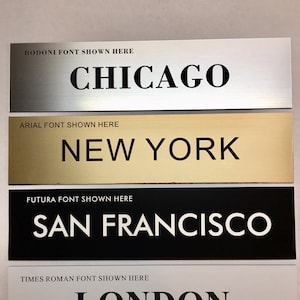 BODONI FONT SHOWN HERE
CHICAGO
ARIAL FONT SHOWN HERE
NEW YORK
FUTURA FONT SHOWN HERE
SAN FRANCISCO
TIMES ROMAN FONT SHOWN HERE
LONDON